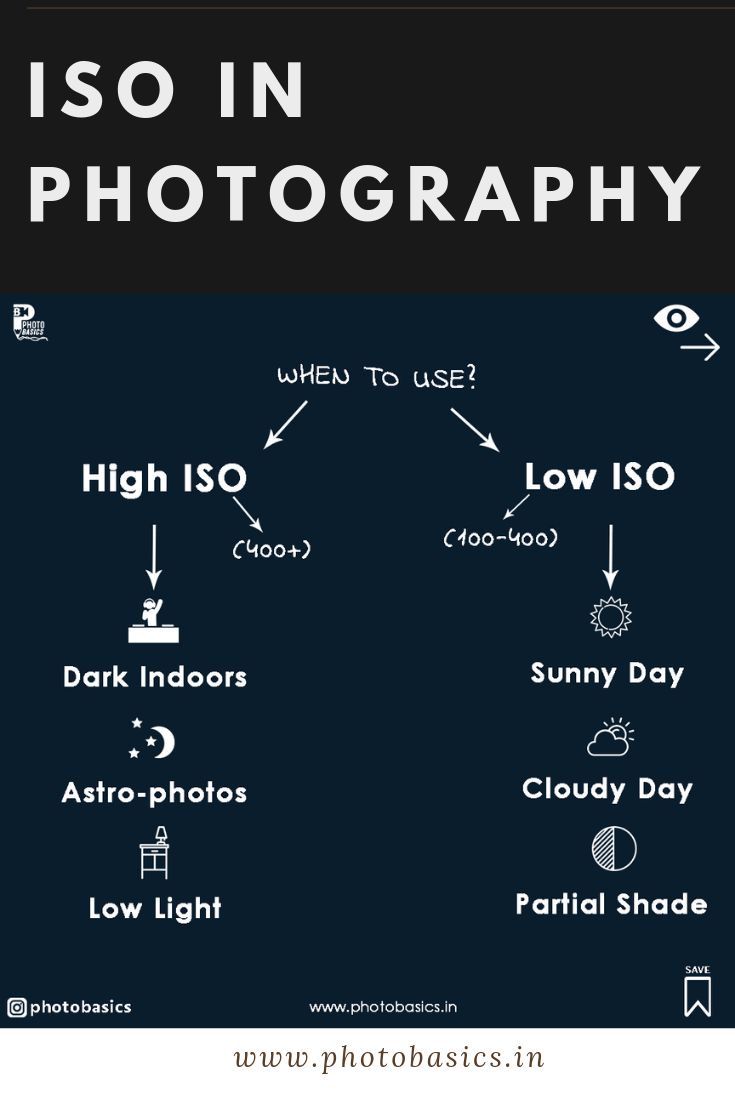 ISO IN
PHOTOGRAPHY
B
PHOTO
BASICS
WHEN TO USE?
High ISO
Low ISO
(400+)
(100-400)
Dark Indoors
Sunny Day
Astro-photos
Cloudy Day
Low Light
Partial Shade
SAVE
photobasics
www.photobasics.in
www.photobasics.in